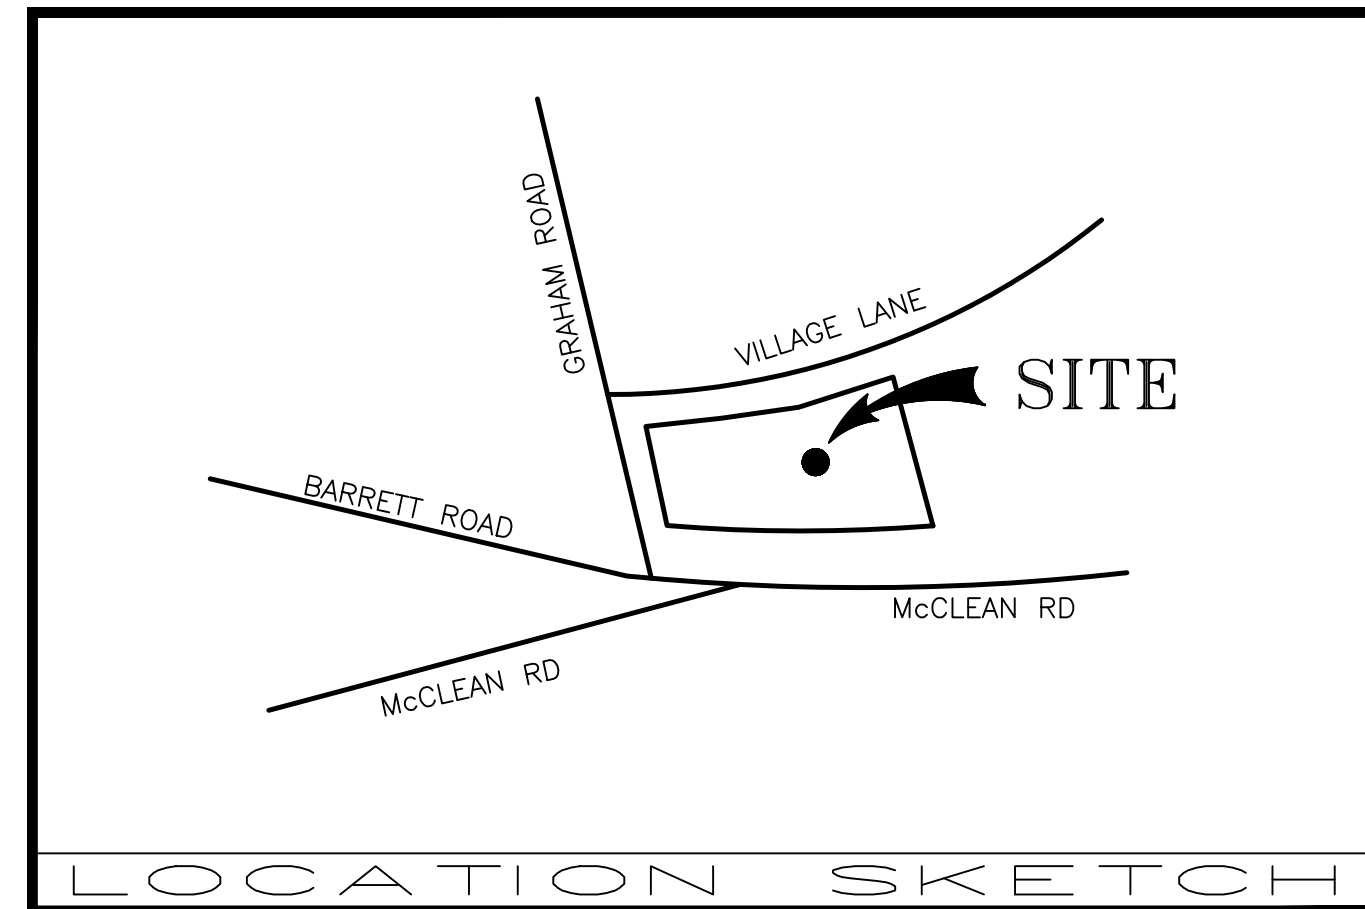 GRAHAM ROAD
VILLAGE LANE
SITE
BARRETT ROAD
McCLEAN RD
McCLEAN RD
LOCATION SKETCH